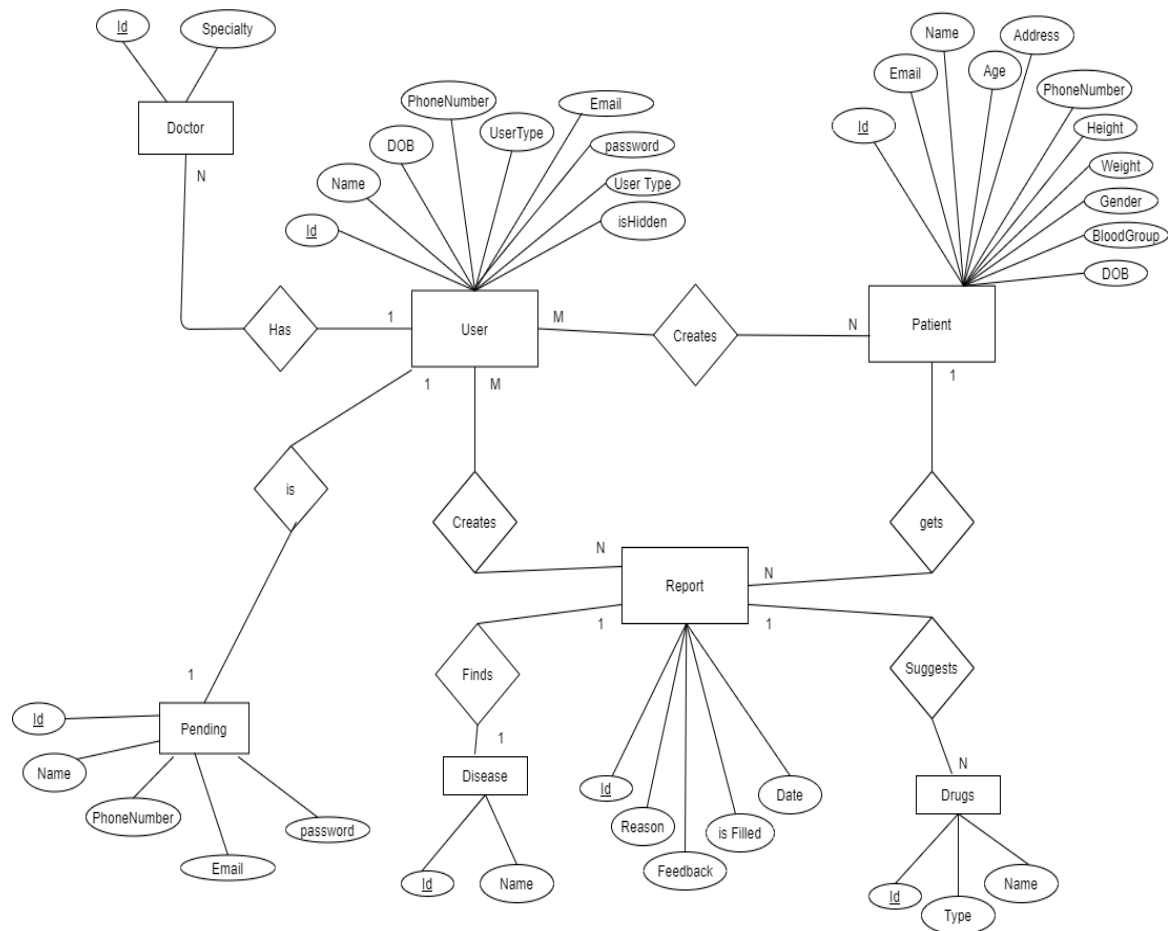 Id
Specialty
Doctor
N
PhoneNumber
Email
UserType
DOB
password
Name
User Type
Id
isHidden
Name
Address
Email
Age
PhoneNumber
Id
Height
Weight
Gender
BloodGroup
DOB
Has
1
User
M
Creates
N
Patient
1
M
1
is
Creates
gets
N
N
Report
1
1
Finds
Suggests
1
Id
Pending
Name
PhoneNumber
password
Email
1
Disease
Id
Name
Id
Reason
Feedback
is Filled
Date
N
Drugs
Id
Type
Name